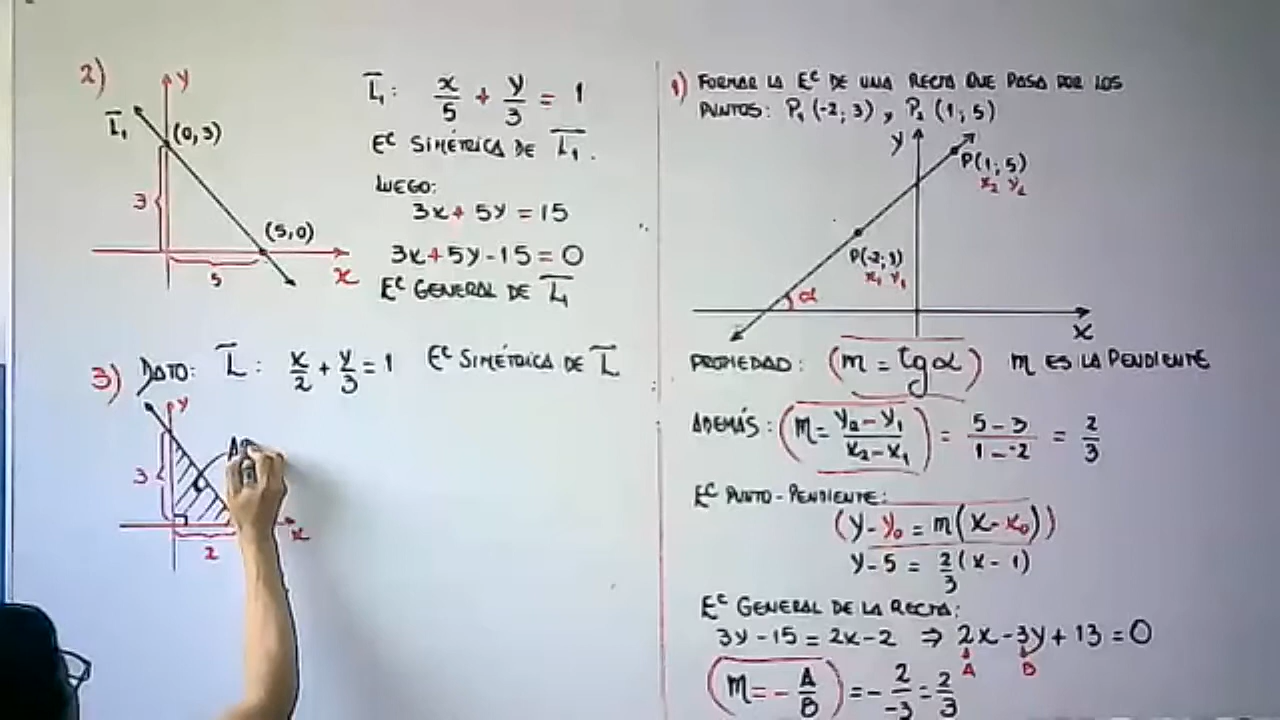 2)
y
L₁
(0,3)
3
(5,0)
5
x
L₁: x/5 + y/3 = 1
Eᶜ SIMÉTRICA DE L₁.
LUEGO:
3x + 5y = 15
3x + 5y - 15 = 0
Eᶜ GENERAL DE L₁
3) DATO: L: x/2 + y/3 = 1 Eᶜ SIMÉTRICA DE L
y
3
2
x
1) FORMAR LA Eᶜ DE UNA RECTA QUE PASA POR LOS
PUNTOS: P₁ (-2; 3) y P₂ (1; 5)
y
P(1; 5)
x₂ y₂
P(-2; 3)
x₁ y₁
α
x
PROPIEDAD: (m = tg α) m ES LA PENDIENTE
ADEMÁS: (m = y₂ - y₁ / x₂ - x₁) = 5 - 3 / 1 - -2 = 2/3
Eᶜ PUNTO - PENDIENTE:
(y - y₀ = m(x - x₀))
y - 5 = 2/3 (x - 1)
Eᶜ GENERAL DE LA RECTA:
3y - 15 = 2x - 2 ⇒ 2x - 3y + 13 = 0
A B
(m = - A/B) = - 2/-3 = 2/3